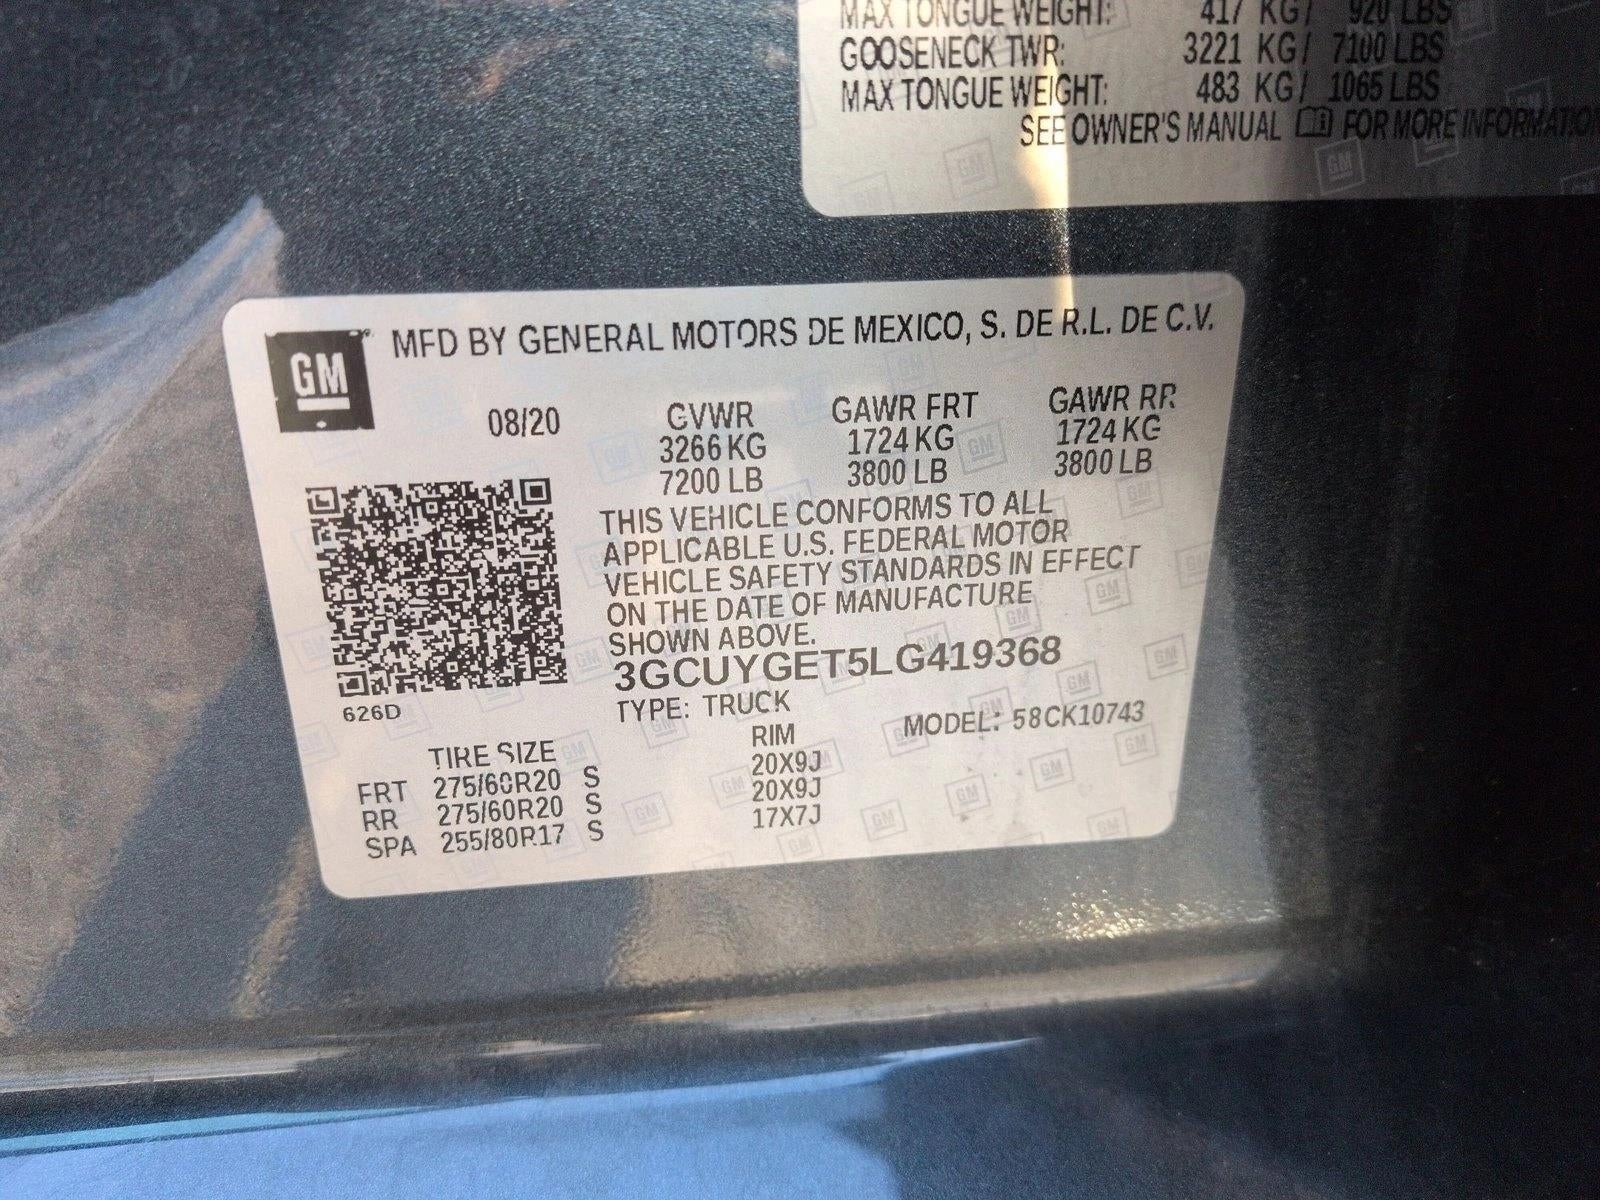 MAX TONGUE WEIGHT: 417 KG/ 920 LBS
GOOSENECK TWR: 3221 KG/ 7100 LBS
MAX TONGUE WEIGHT: 483 KG/ 1065 LBS
SEE OWNER'S MANUAL FOR MORE INFORMATION
GM
MFD BY GENERAL MOTORS DE MEXICO, S. DE R.L. DE C.V.
08/20 GVWR GAWR FRT GAWR RR
3266 KG 1724 KG 1724 KG
7200 LB 3800 LB 3800 LB
THIS VEHICLE CONFORMS TO ALL
APPLICABLE U.S. FEDERAL MOTOR
VEHICLE SAFETY STANDARDS IN EFFECT
ON THE DATE OF MANUFACTURE
SHOWN ABOVE.
3GCUYGET5LG419368
626D
TYPE: TRUCK MODEL: 58CK10743
TIRE SIZE RIM
FRT 275/60R20 S 20X9J
RR 275/60R20 S 20X9J
SPA 255/80R17 S 17X7J